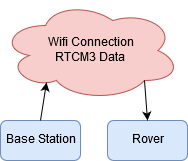 Wifi Connection
RTCM3 Data
Base Station
Rover